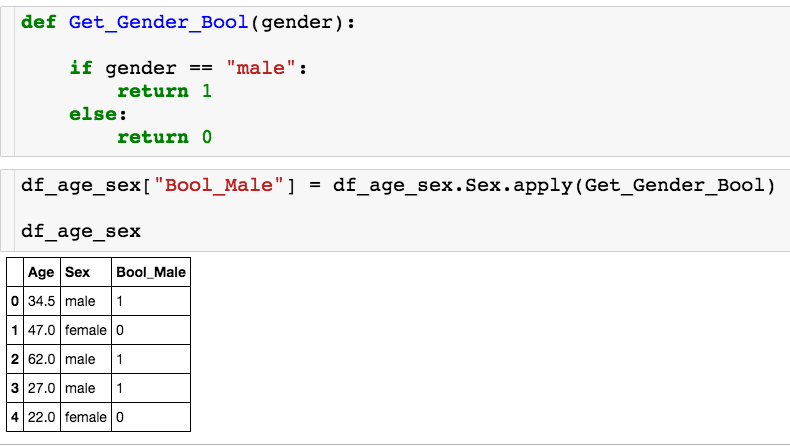 def Get_Gender_Bool(gender):
    if gender == "male":
        return 1
    else:
        return 0
df_age_sex["Bool_Male"] = df_age_sex.Sex.apply(Get_Gender_Bool)
df_age_sex
Age Sex Bool_Male
0 34.5 male 1
1 47.0 female 0
2 62.0 male 1
3 27.0 male 1
4 22.0 female 0